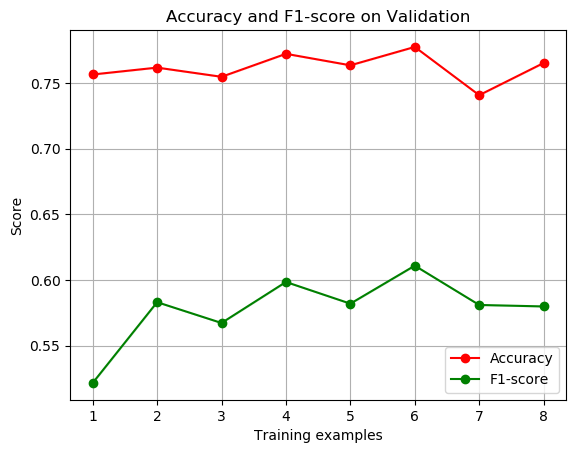 Accuracy and F1-score on Validation
Score
0.75
0.70
0.65
0.60
0.55
Accuracy
F1-score
1 2 3 4 5 6 7 8
Training examples